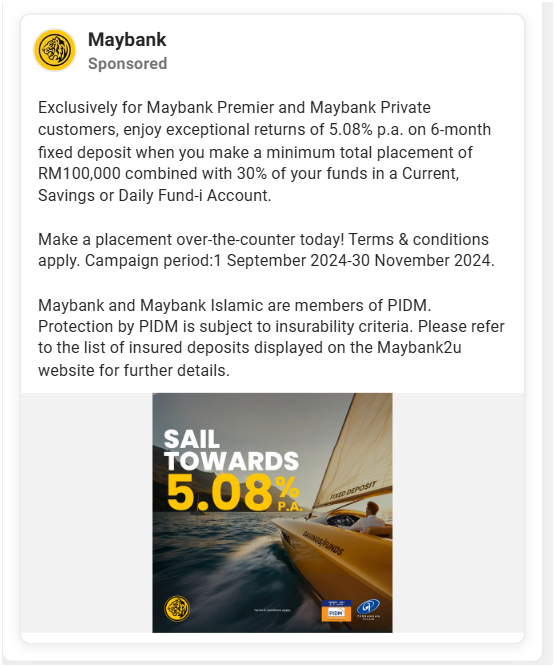 Maybank
Sponsored
Exclusively for Maybank Premier and Maybank Private
customers, enjoy exceptional returns of 5.08% p.a. on 6-month
fixed deposit when you make a minimum total placement of
RM100,000 combined with 30% of your funds in a Current,
Savings or Daily Fund-i Account.
Make a placement over-the-counter today! Terms & conditions
apply. Campaign period:1 September 2024-30 November 2024.
Maybank and Maybank Islamic are members of PIDM.
Protection by PIDM is subject to insurability criteria. Please refer
to the list of insured deposits displayed on the Maybank2u
website for further details.
SAIL
TOWARDS
5.08%
P.A.
FIXED DEPOSIT
SAVINGS/FUNDS
Terms & conditions apply.
PIDM